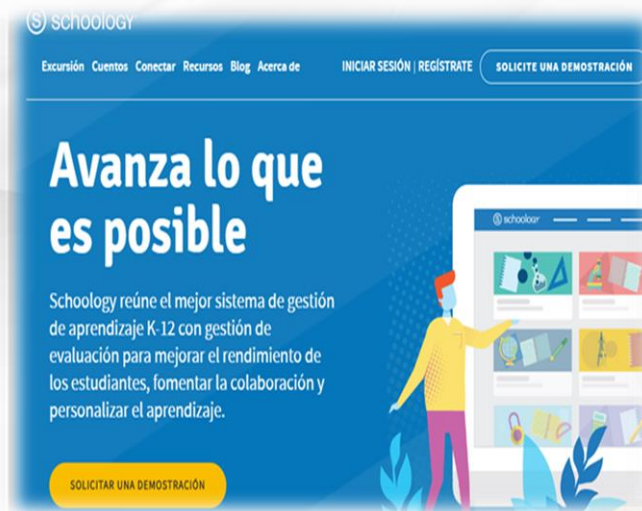 schoology
Excursión Cuentos Conectar Recursos Blog Acerca de INICIAR SESIÓN | REGÍSTRATE SOLICITE UNA DEMOSTRACIÓN
Avanza lo que
es posible
schoology
Schoology reúne el mejor sistema de gestión
de aprendizaje K-12 con gestión de
evaluación para mejorar el rendimiento de
los estudiantes, fomentar la colaboración y
personalizar el aprendizaje.
SOLICITAR UNA DEMOSTRACIÓN